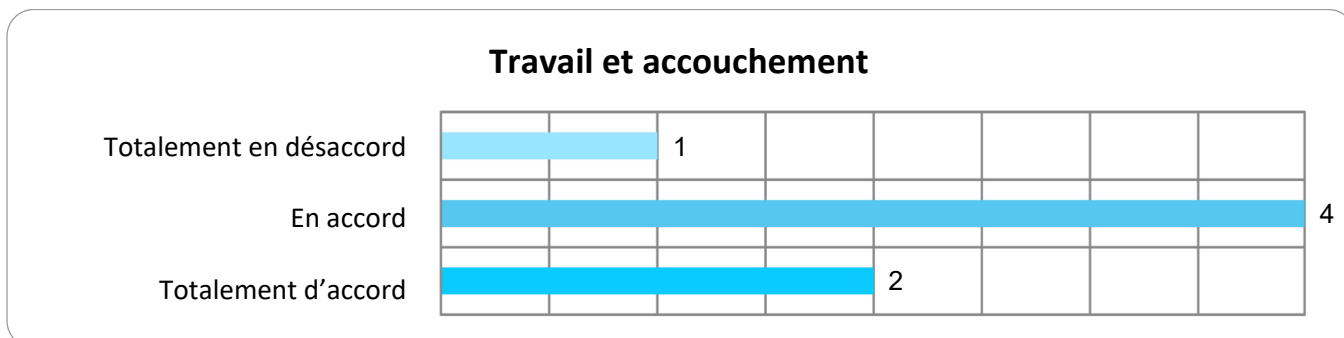 Travail et accouchement
Totalement en désaccord
1
En accord
4
Totalement d’accord
2